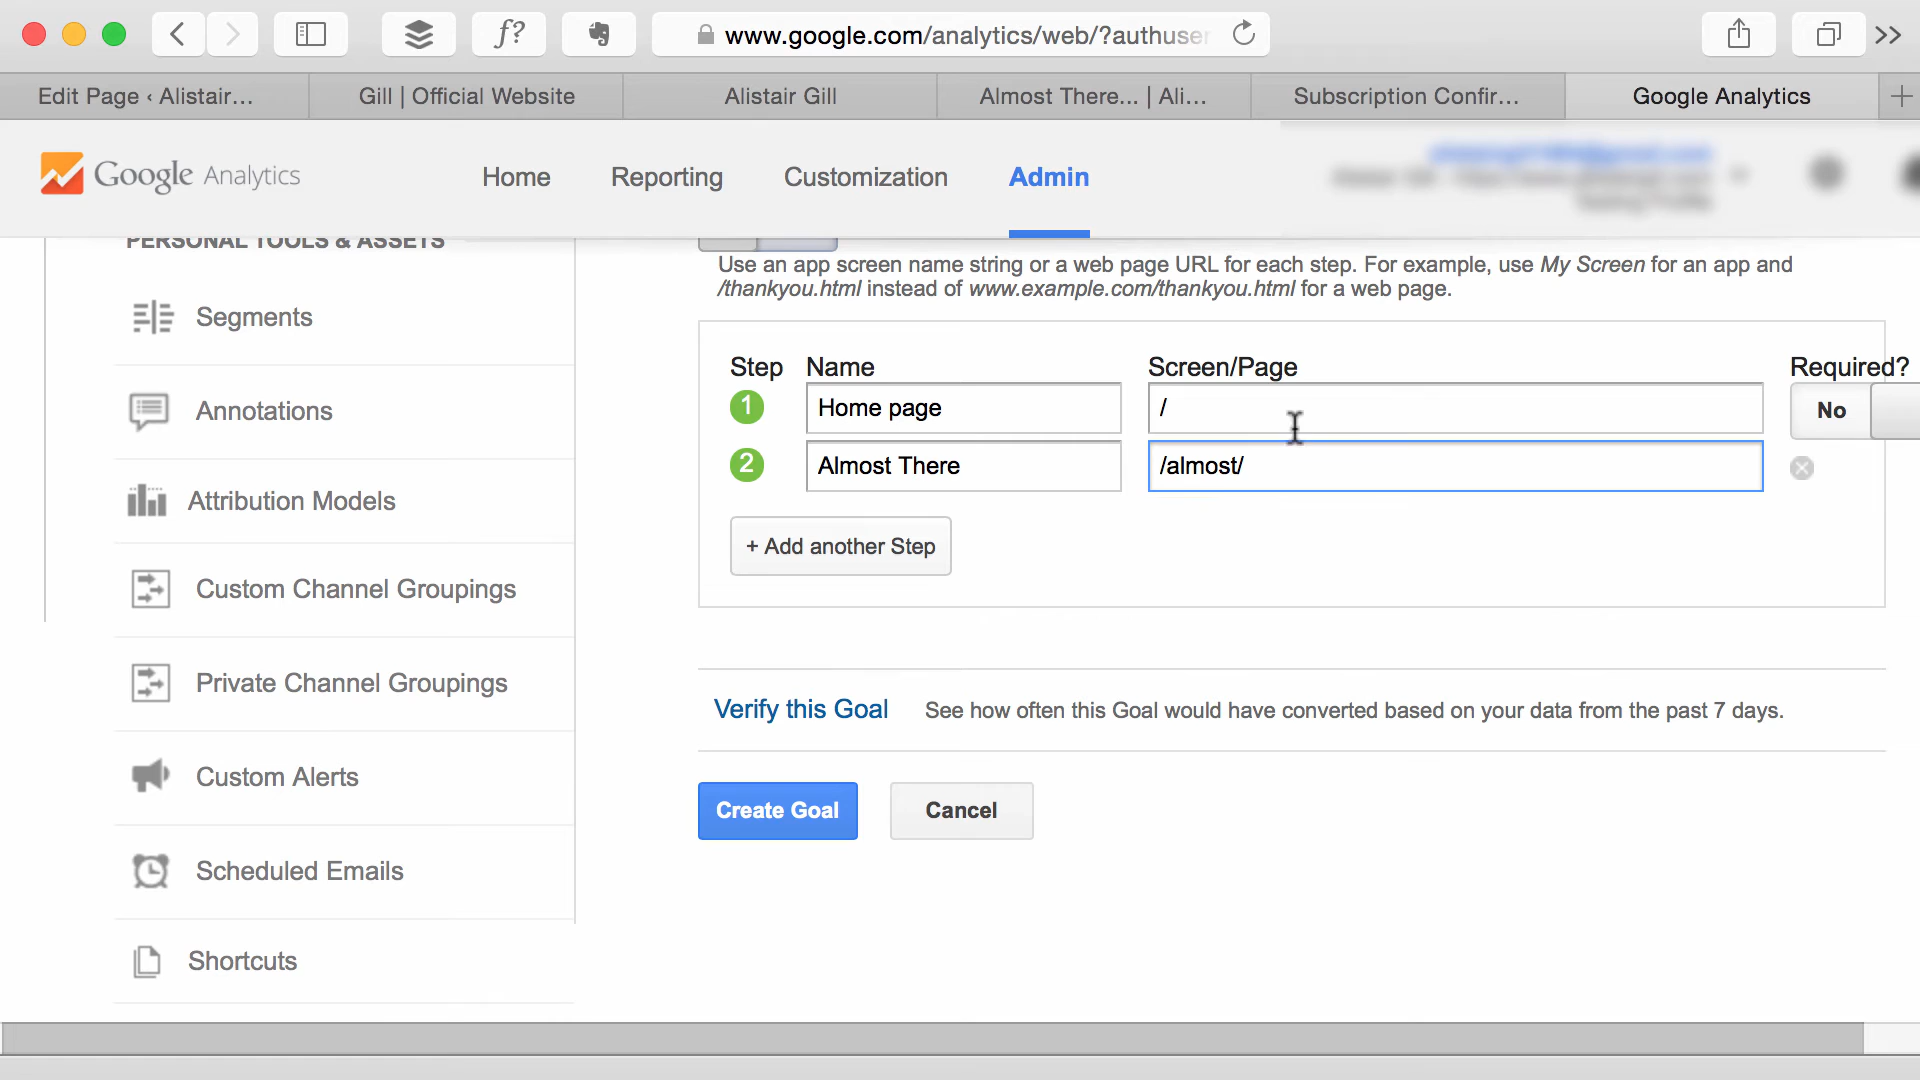 f?
www.google.com/analytics/web/?authuser
Edit Page ‹ Alistair...
Gill | Official Website
Alistair Gill
Almost There... | Ali...
Subscription Confir...
Google Analytics
Google Analytics
Home
Reporting
Customization
Admin
PERSONAL TOOLS & ASSETS
Segments
Annotations
Attribution Models
Custom Channel Groupings
Private Channel Groupings
Custom Alerts
Scheduled Emails
Shortcuts
Use an app screen name string or a web page URL for each step. For example, use My Screen for an app and
/thankyou.html instead of www.example.com/thankyou.html for a web page.
Step Name Screen/Page Required?
1 Home page / No
2 Almost There /almost/
+ Add another Step
Verify this Goal See how often this Goal would have converted based on your data from the past 7 days.
Create Goal
Cancel